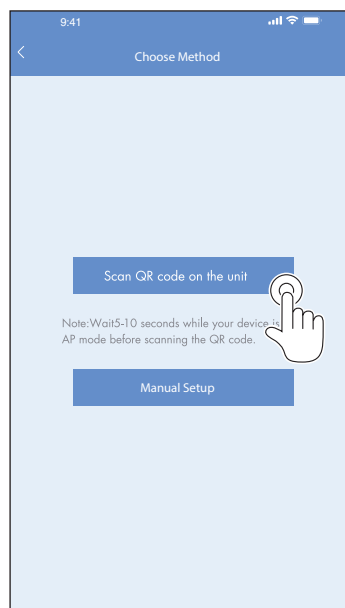 9:41
Choose Method
Scan QR code on the unit
Note:Wait5-10 seconds while your device is
AP mode before scanning the QR code.
Manual Setup